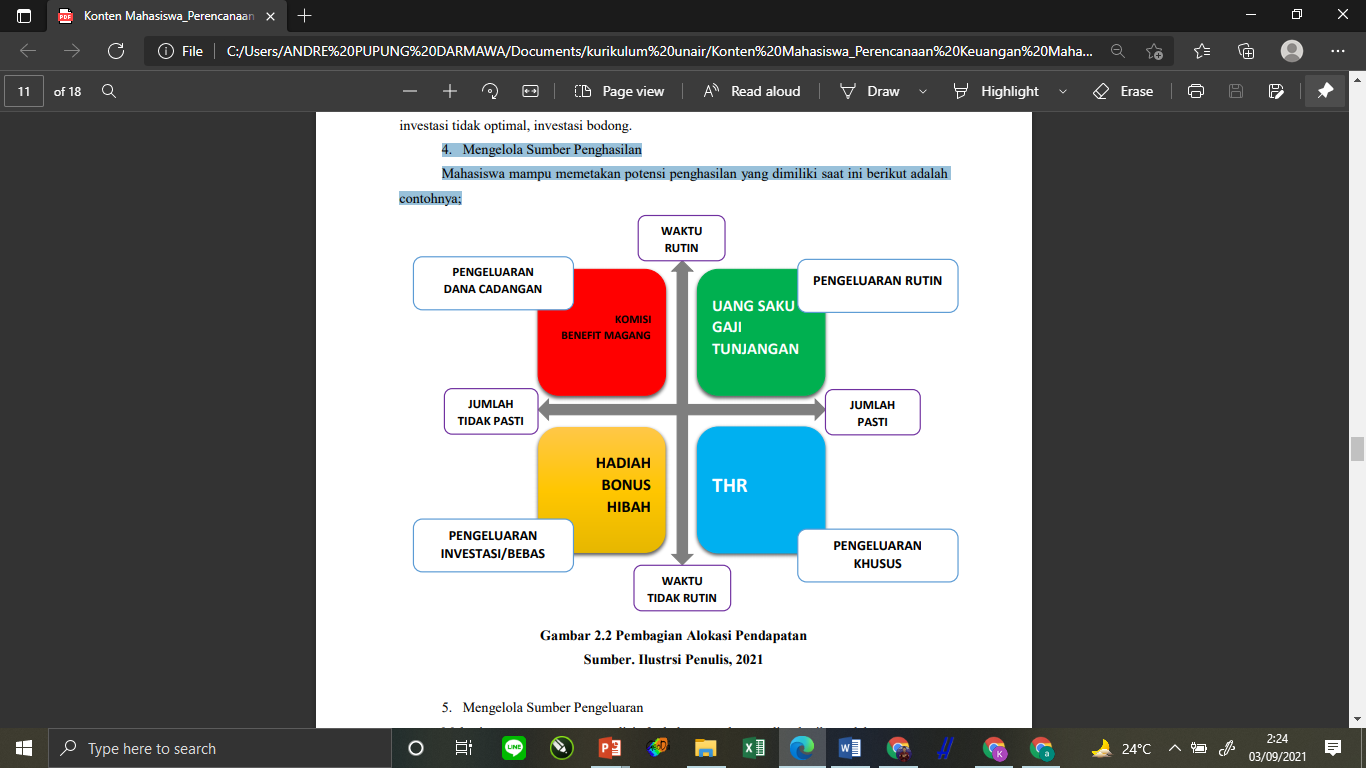 Konten Mahasiswa_Perencanaan
File
C:/Users/ANDRE%20PUPUNG%20DARMAWA/Documents/kurikulum%20unair/Konten%20Mahasiswa_Perencanaan%20Keuangan%20Maha...
11 of 18
Page view
Read aloud
Draw
Highlight
Erase
investasi tidak optimal, investasi bodong.
4. Mengelola Sumber Penghasilan
Mahasiswa mampu memetakan potensi penghasilan yang dimiliki saat ini berikut adalah
contohnya;
WAKTU
RUTIN
PENGELUARAN
DANA CADANGAN
PENGELUARAN RUTIN
KOMISI
BENEFIT MAGANG
UANG SAKU
GAJI
TUNJANGAN
JUMLAH
TIDAK PASTI
JUMLAH
PASTI
HADIAH
BONUS
HIBAH
THR
PENGELUARAN
INVESTASI/BEBAS
PENGELUARAN
KHUSUS
WAKTU
TIDAK RUTIN
Gambar 2.2 Pembagian Alokasi Pendapatan
Sumber. Ilustrsi Penulis, 2021
5. Mengelola Sumber Pengeluaran
Type here to search
24°C
2:24
03/09/2021